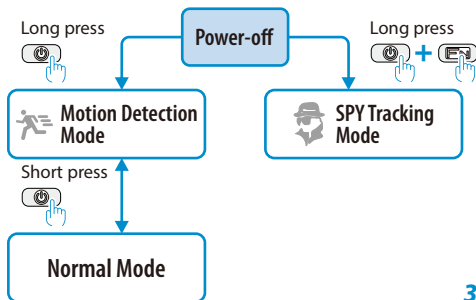 Long press
Power-off
Long press
+
Motion Detection
Mode
SPY Tracking
Mode
Short press
Normal Mode
3